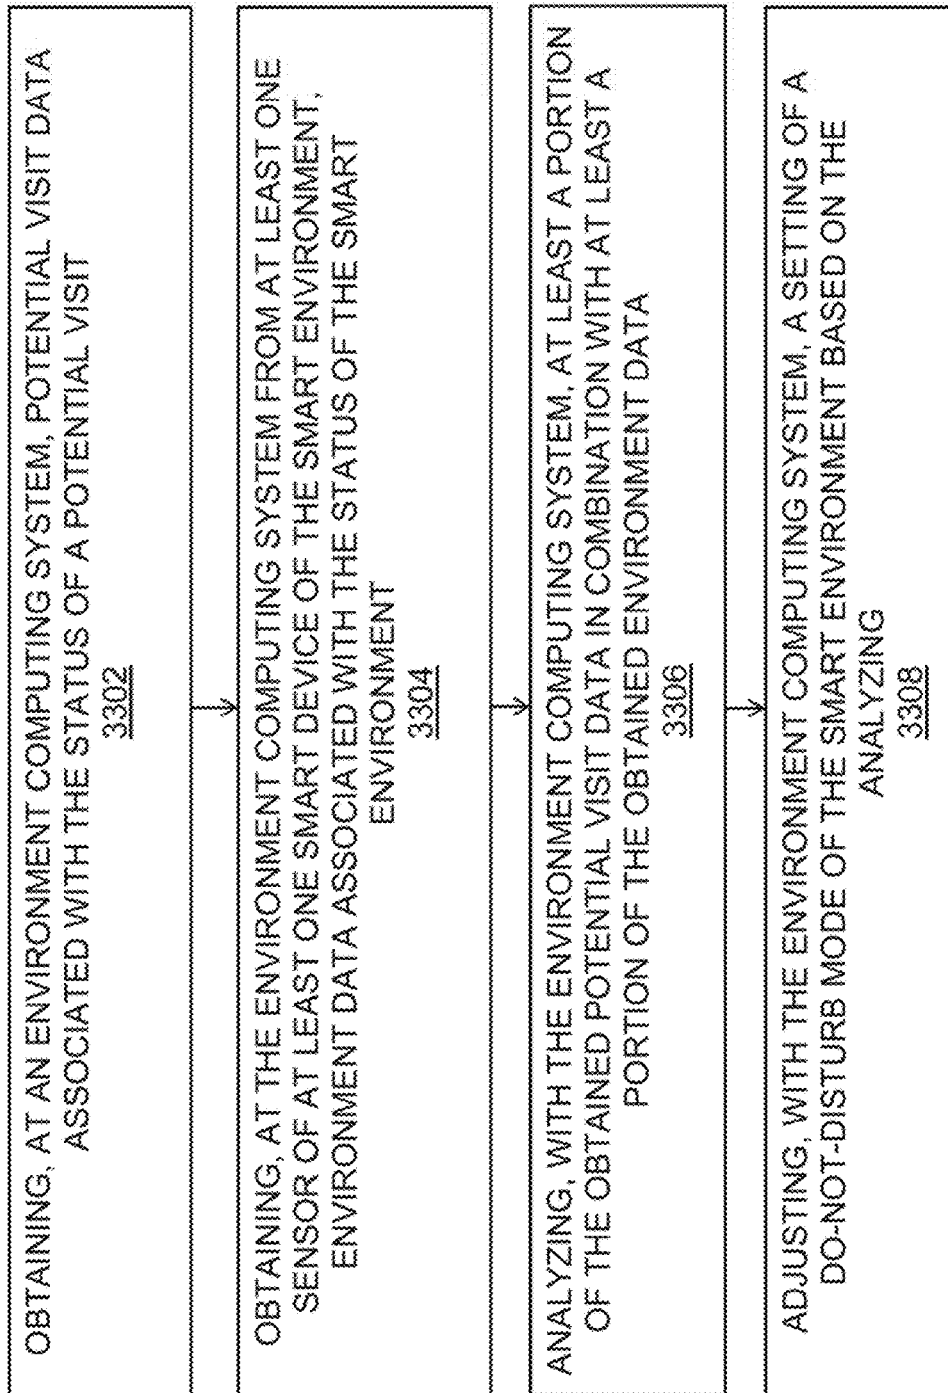 OBTAINING, AT AN ENVIRONMENT COMPUTING SYSTEM, POTENTIAL VISIT DATA
ASSOCIATED WITH THE STATUS OF A POTENTIAL VISIT
3302
OBTAINING, AT THE ENVIRONMENT COMPUTING SYSTEM FROM AT LEAST ONE
SENSOR OF AT LEAST ONE SMART DEVICE OF THE SMART ENVIRONMENT,
ENVIRONMENT DATA ASSOCIATED WITH THE STATUS OF THE SMART
ENVIRONMENT
3304
ANALYZING, WITH THE ENVIRONMENT COMPUTING SYSTEM, AT LEAST A PORTION
OF THE OBTAINED POTENTIAL VISIT DATA IN COMBINATION WITH AT LEAST A
PORTION OF THE OBTAINED ENVIRONMENT DATA
3306
ADJUSTING, WITH THE ENVIRONMENT COMPUTING SYSTEM, A SETTING OF A
DO-NOT-DISTURB MODE OF THE SMART ENVIRONMENT BASED ON THE
ANALYZING
3308